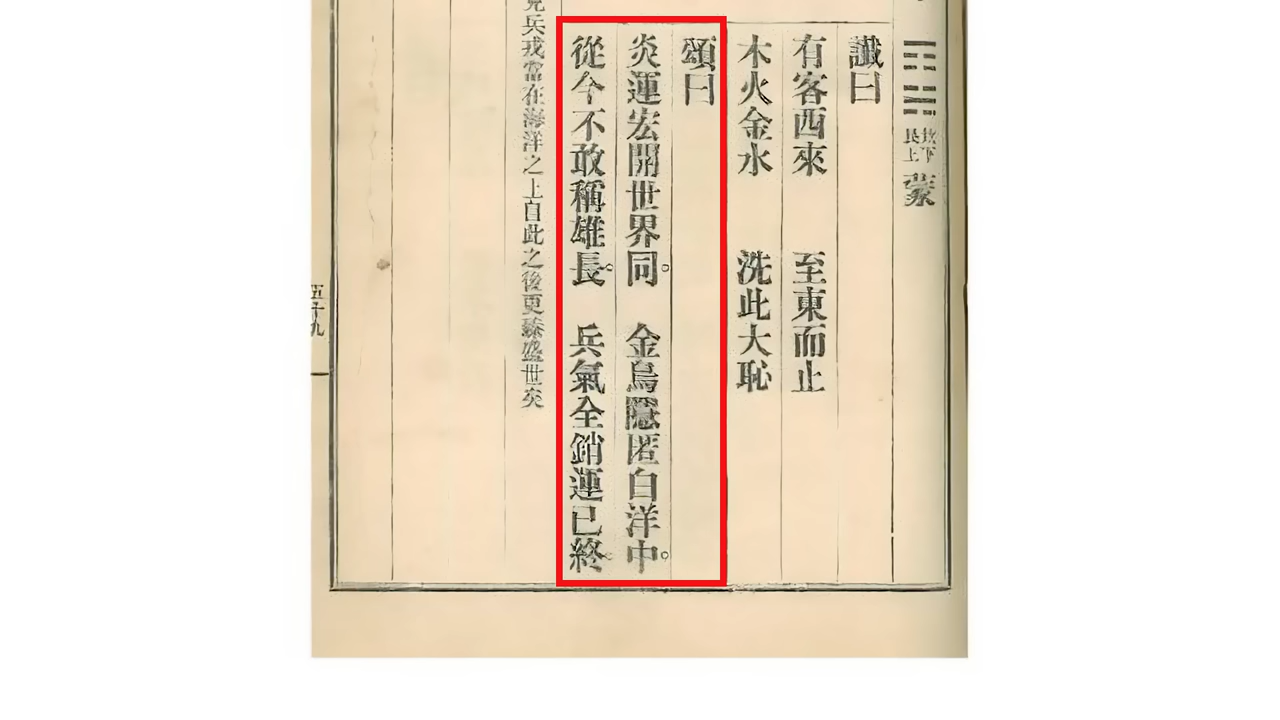 坎下
艮上
蒙
讖曰
有客西來 至東而止
木火金水 洗此大恥
頌曰
炎運宏開世界同。 金烏隱匿白洋中。
從今不敢稱雄長。 兵氣全銷運已終
兵戎當在海洋之上自此之後更臻盛世矣
五十九